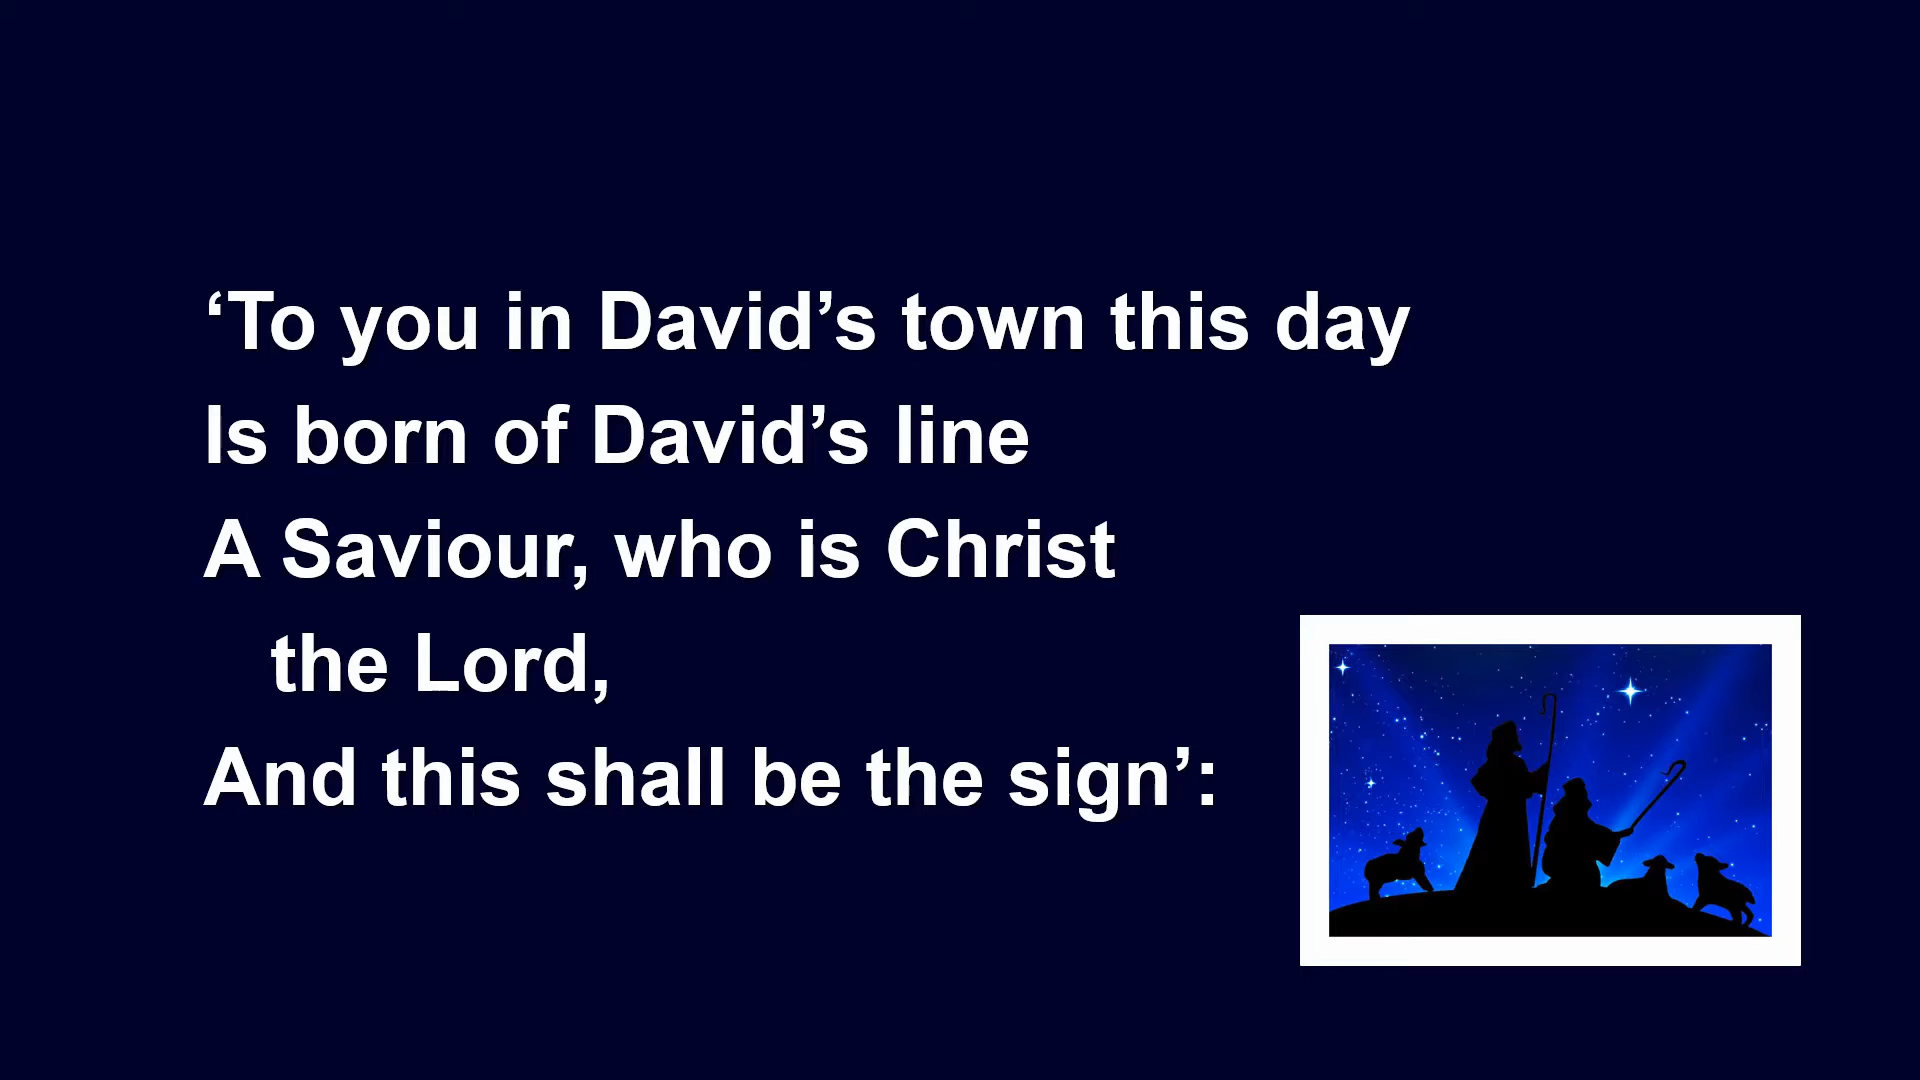 ‘To you in David’s town this day
Is born of David’s line
A Saviour, who is Christ
the Lord,
And this shall be the sign’: